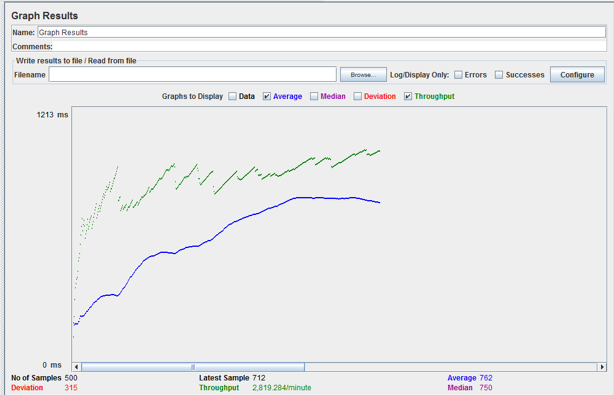 Graph Results
Name: Graph Results
Comments:
Write results to file / Read from file
Filename Browse... Log/Display Only: Errors Successes Configure
Graphs to Display Data Average Median Deviation Throughput
1213 ms
0 ms
No of Samples 500 Latest Sample 712 Average 762
Deviation 315 Throughput 2,819.284/minute Median 750